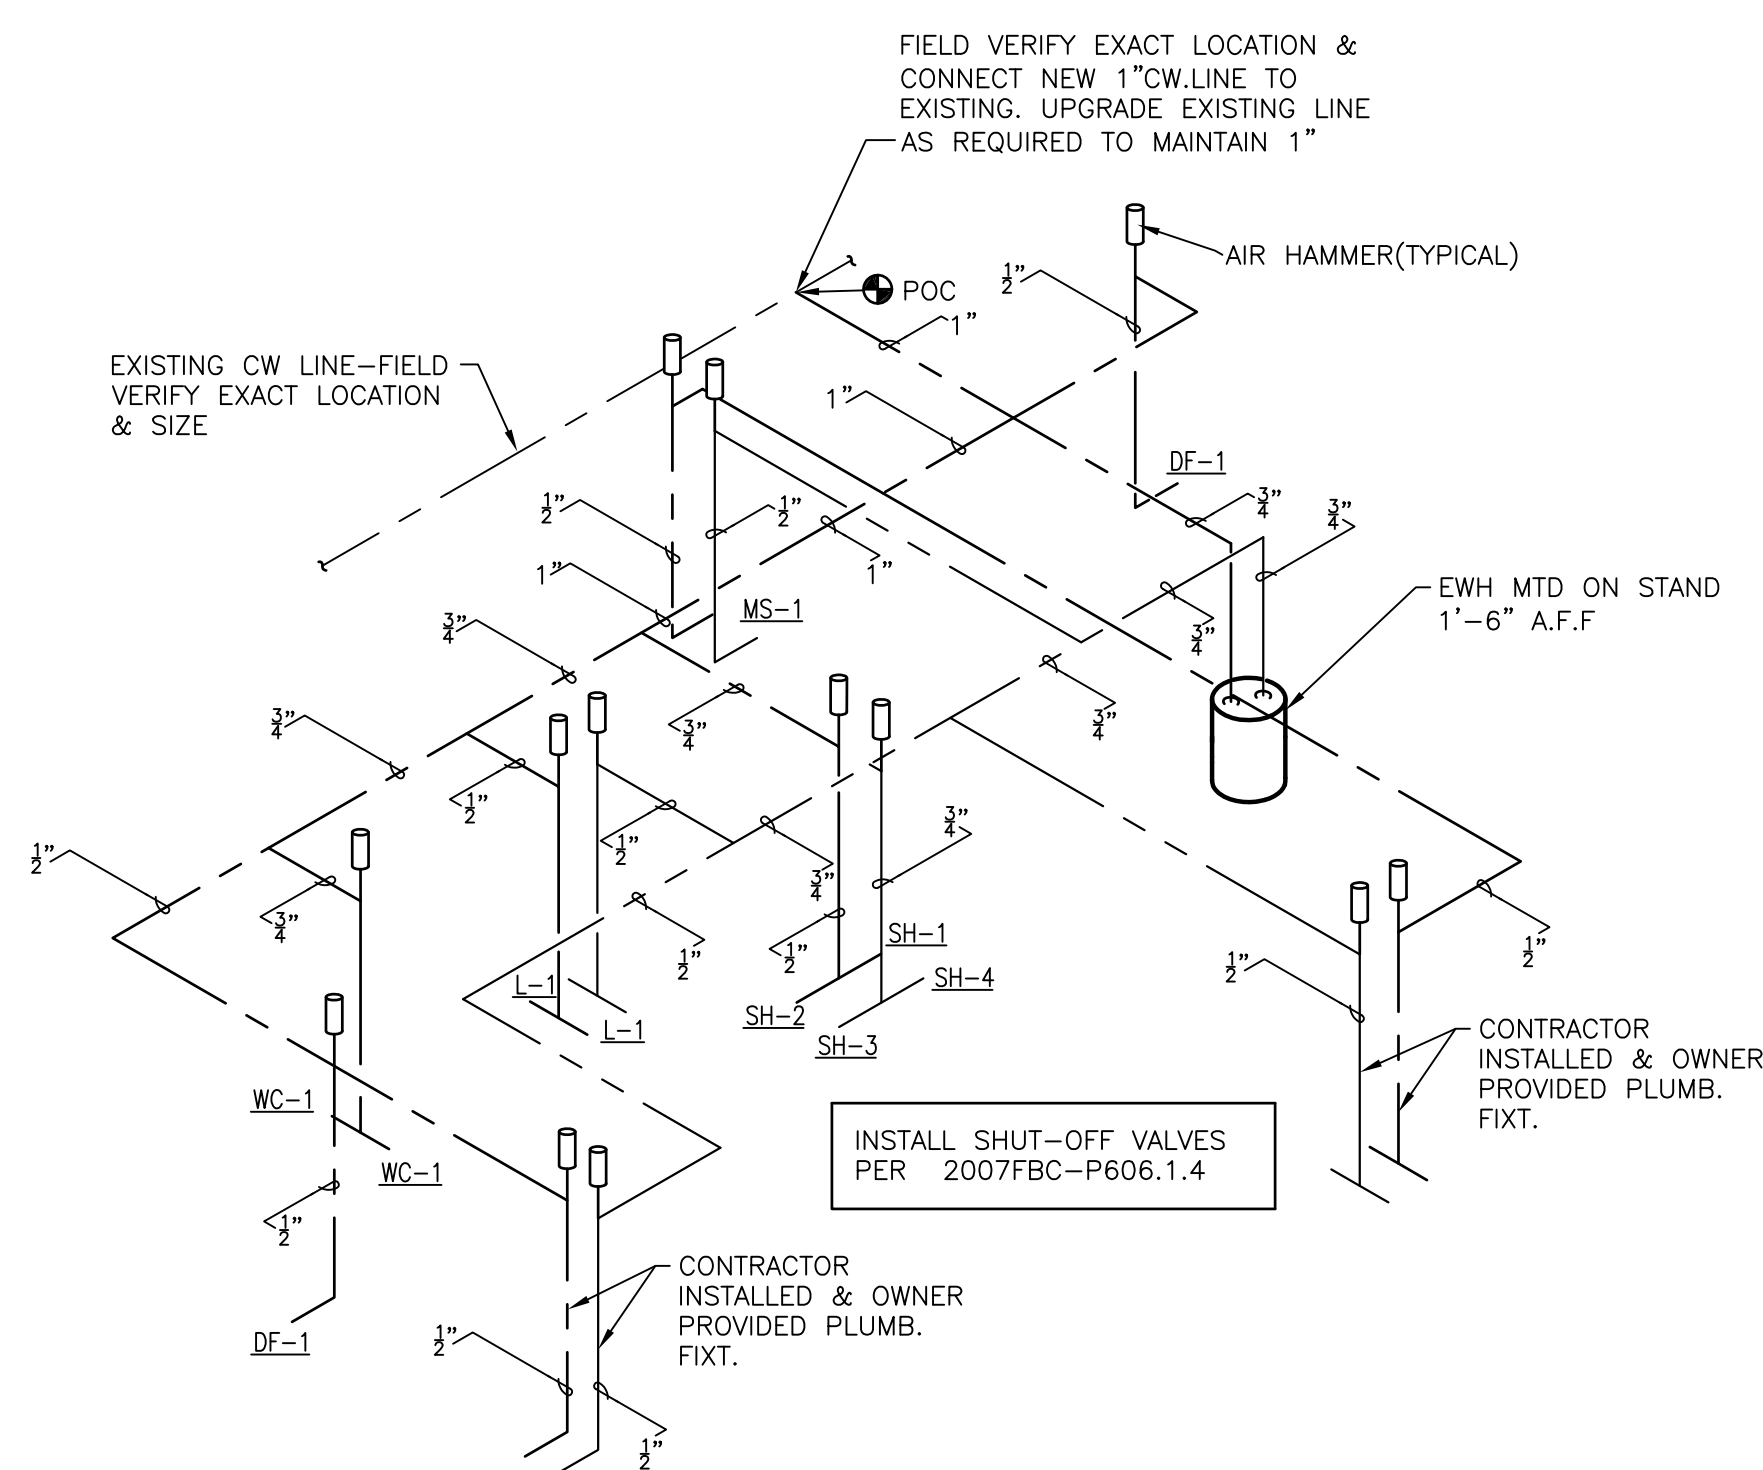 FIELD VERIFY EXACT LOCATION &
CONNECT NEW 1"CW.LINE TO
EXISTING. UPGRADE EXISTING LINE
AS REQUIRED TO MAINTAIN 1"
AIR HAMMER(TYPICAL)
1/2"
POC
1"
EXISTING CW LINE-FIELD
VERIFY EXACT LOCATION
& SIZE
1"
DF-1
1/2"
1/2"
3/4"
3/4"
1"
1"
EWH MTD ON STAND
1'-6" A.F.F
MS-1
3/4"
3/4"
3/4"
3/4"
3/4"
1/2"
1/2"
3/4"
1/2"
3/4"
3/4"
SH-1
1/2"
1/2"
1/2"
1/2"
L-1
SH-4
SH-2
L-1
SH-3
CONTRACTOR
INSTALLED & OWNER
PROVIDED PLUMB.
FIXT.
WC-1
INSTALL SHUT-OFF VALVES
PER 2007FBC-P606.1.4
WC-1
1/2"
CONTRACTOR
INSTALLED & OWNER
PROVIDED PLUMB.
FIXT.
DF-1
1/2"
1/2"